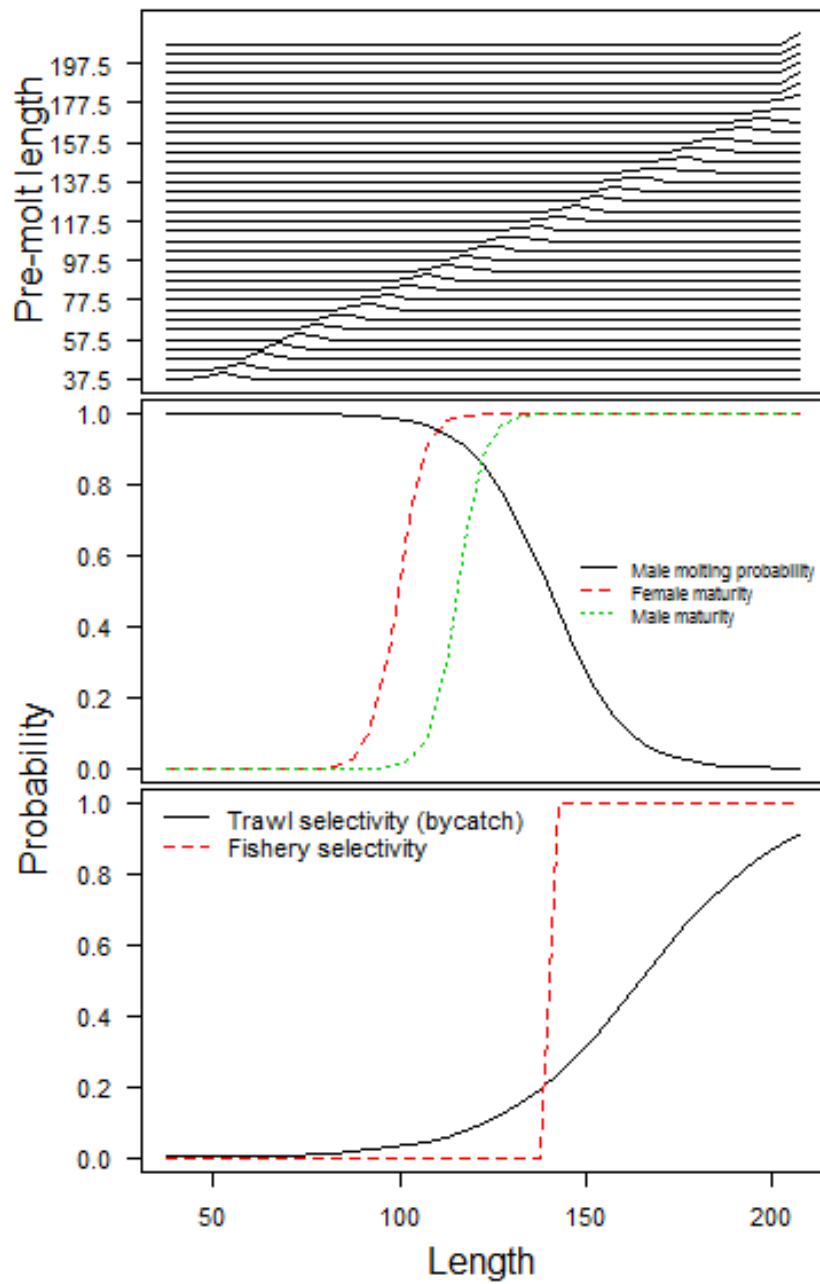 Pre-molt length
197.5
177.5
157.5
137.5
117.5
97.5
77.5
57.5
37.5
Probability
1.0
0.8
0.6
0.4
0.2
0.0
Male molting probability
Female maturity
Male maturity
1.0
0.8
0.6
0.4
0.2
0.0
Trawl selectivity (bycatch)
Fishery selectivity
50 100 150 200
Length